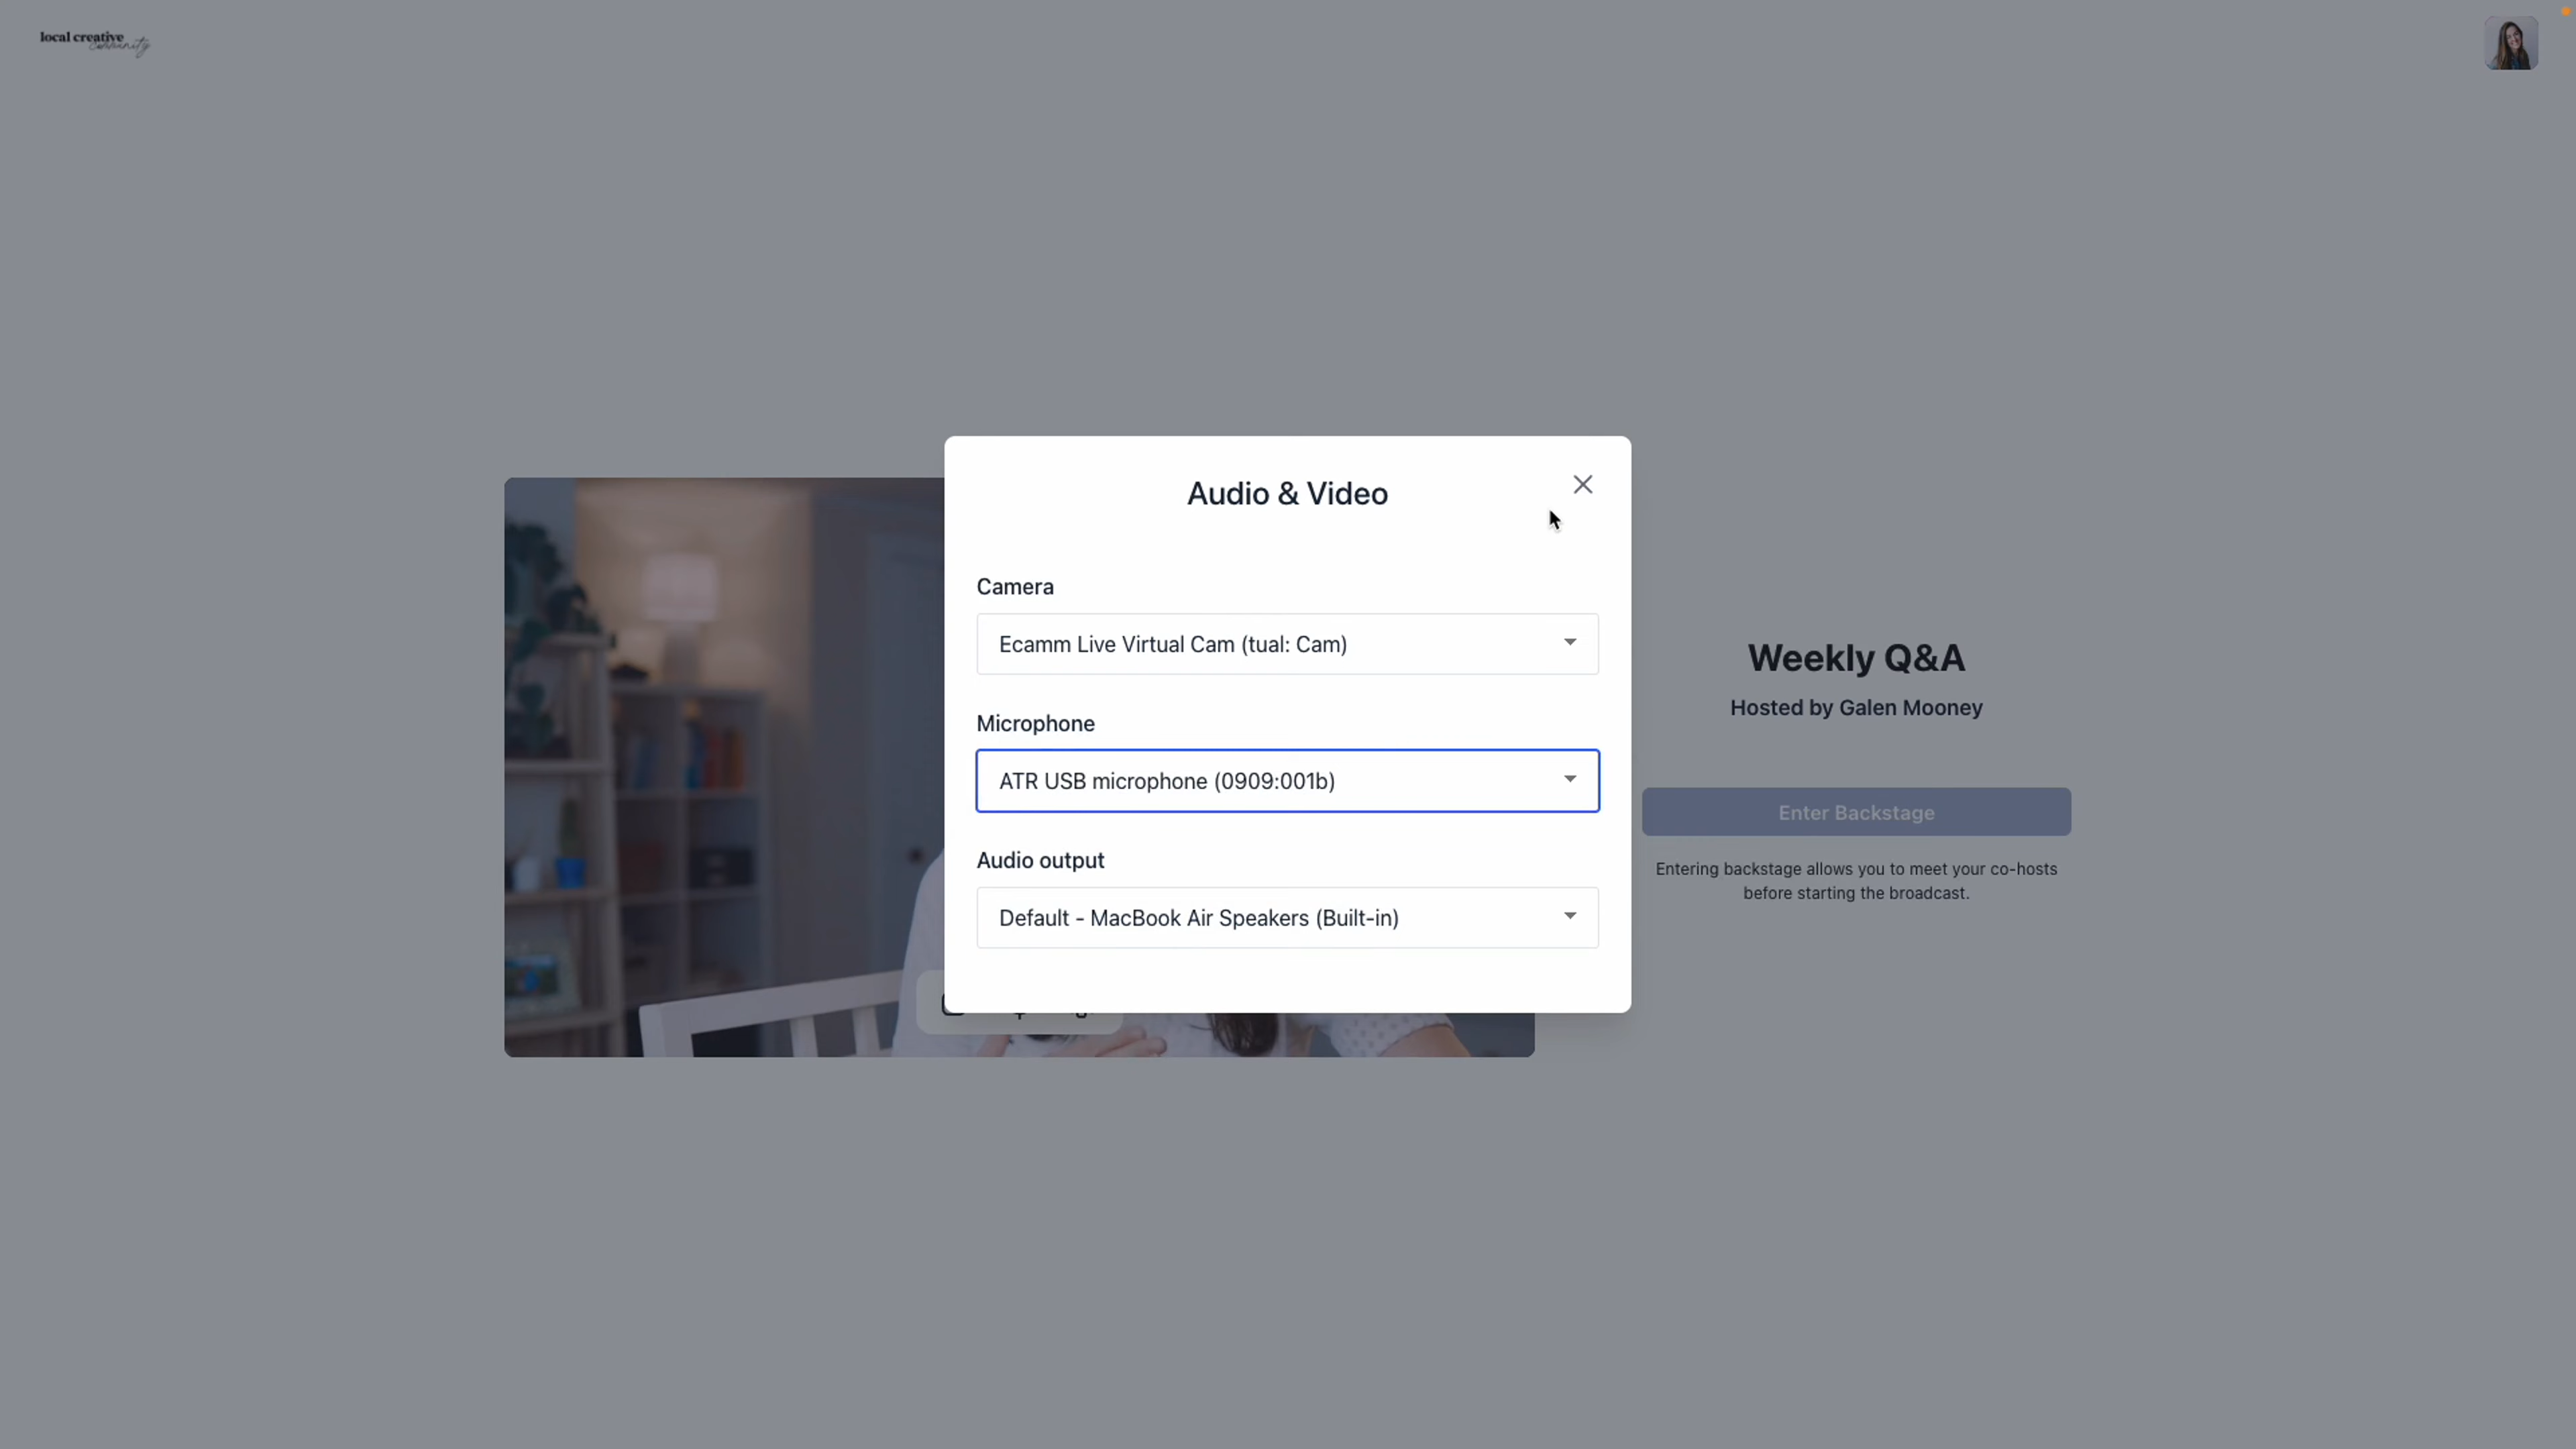 local creative
community
Audio & Video
Camera
Ecamm Live Virtual Cam (tual: Cam)
Microphone
ATR USB microphone (0909:001b)
Audio output
Default - MacBook Air Speakers (Built-in)
Weekly Q&A
Hosted by Galen Mooney
Enter Backstage
Entering backstage allows you to meet your co-hosts
before starting the broadcast.